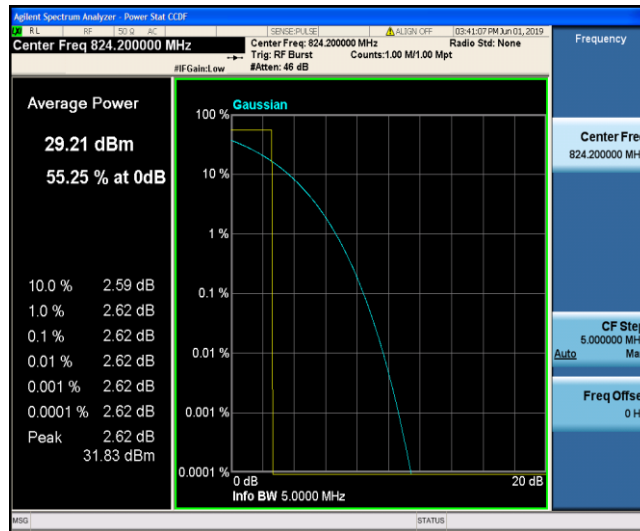 Agilent Spectrum Analyzer - Power Stat CCDF
RL RF 50 Ω AC SENSE:PULSE ALIGN OFF 03:41:07 PM Jun 01, 2019
Center Freq 824.200000 MHz
Center Freq: 824.200000 MHz Radio Std: None
Trig: RF Burst Counts:1.00 M/1.00 Mpt
#IFGain:Low #Atten: 46 dB
Frequency
Average Power
29.21 dBm
55.25 % at 0dB
10.0 % 2.59 dB
1.0 % 2.62 dB
0.1 % 2.62 dB
0.01 % 2.62 dB
0.001 % 2.62 dB
0.0001 % 2.62 dB
Peak 2.62 dB
31.83 dBm
Gaussian
100 %
10 %
1 %
0.1 %
0.01 %
0.001 %
0.0001 %
0 dB 20 dB
Info BW 5.0000 MHz
Center Fre
824.200000 MH
CF Step
5.000000 MH
Auto Ma
Freq Offse
0 H
MSG STATUS